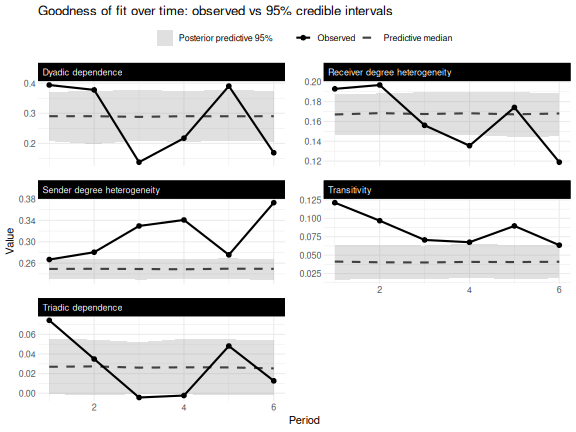 Goodness of fit over time: observed vs 95% credible intervals
Posterior predictive 95% Observed Predictive median
Dyadic dependence
0.4
0.3
0.2
Receiver degree heterogeneity
0.20
0.18
0.16
0.14
0.12
Sender degree heterogeneity
0.38
0.34
0.30
0.26
Transitivity
0.125
0.100
0.075
0.050
0.025
2 4 6
Triadic dependence
0.06
0.04
0.02
0.00
2 4 6
Value
Period